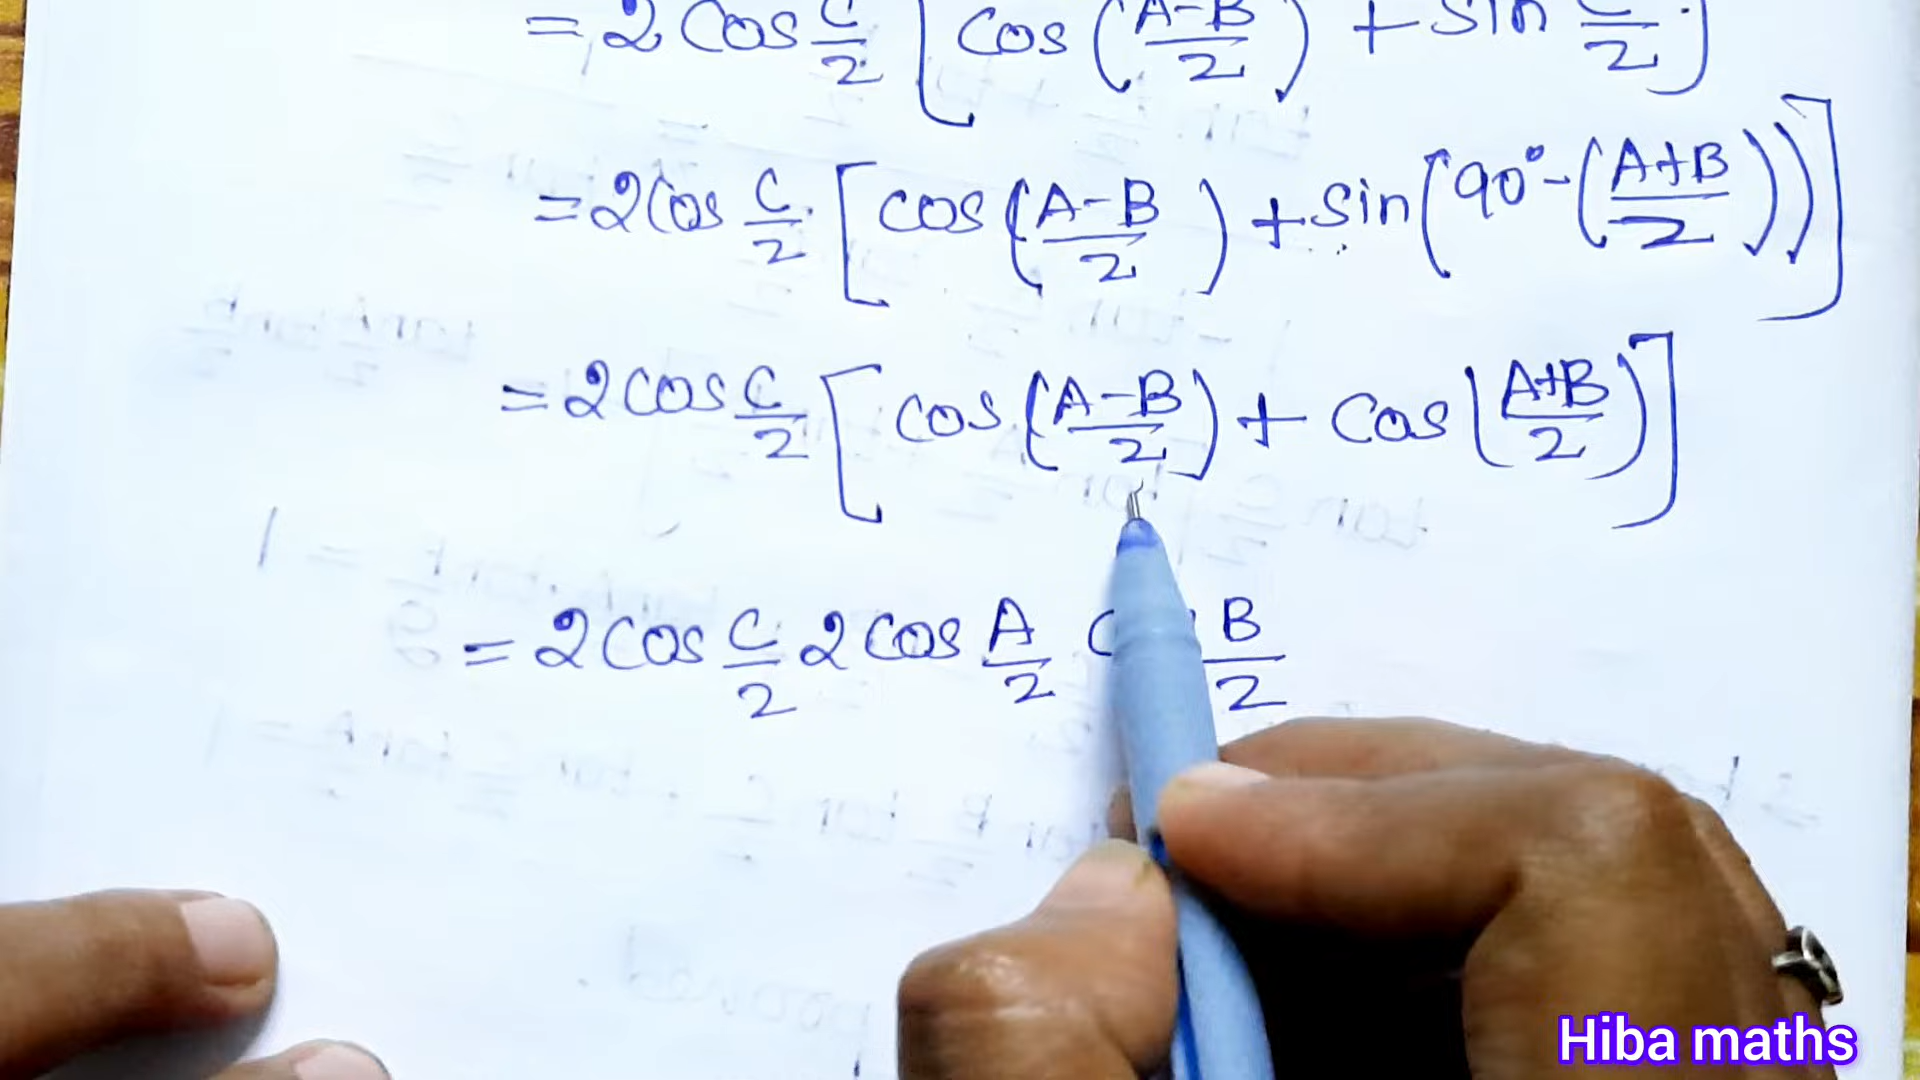 = 2 cos C/2 [cos (A-B/2) + sin C/2]
= 2 cos C/2 · [cos (A-B/2) + sin (90° - (A+B/2))]
= 2 cos C/2 [cos (A-B/2) + cos (A+B/2)]
= 2 cos C/2 2 cos A/2 B/2
Hiba maths